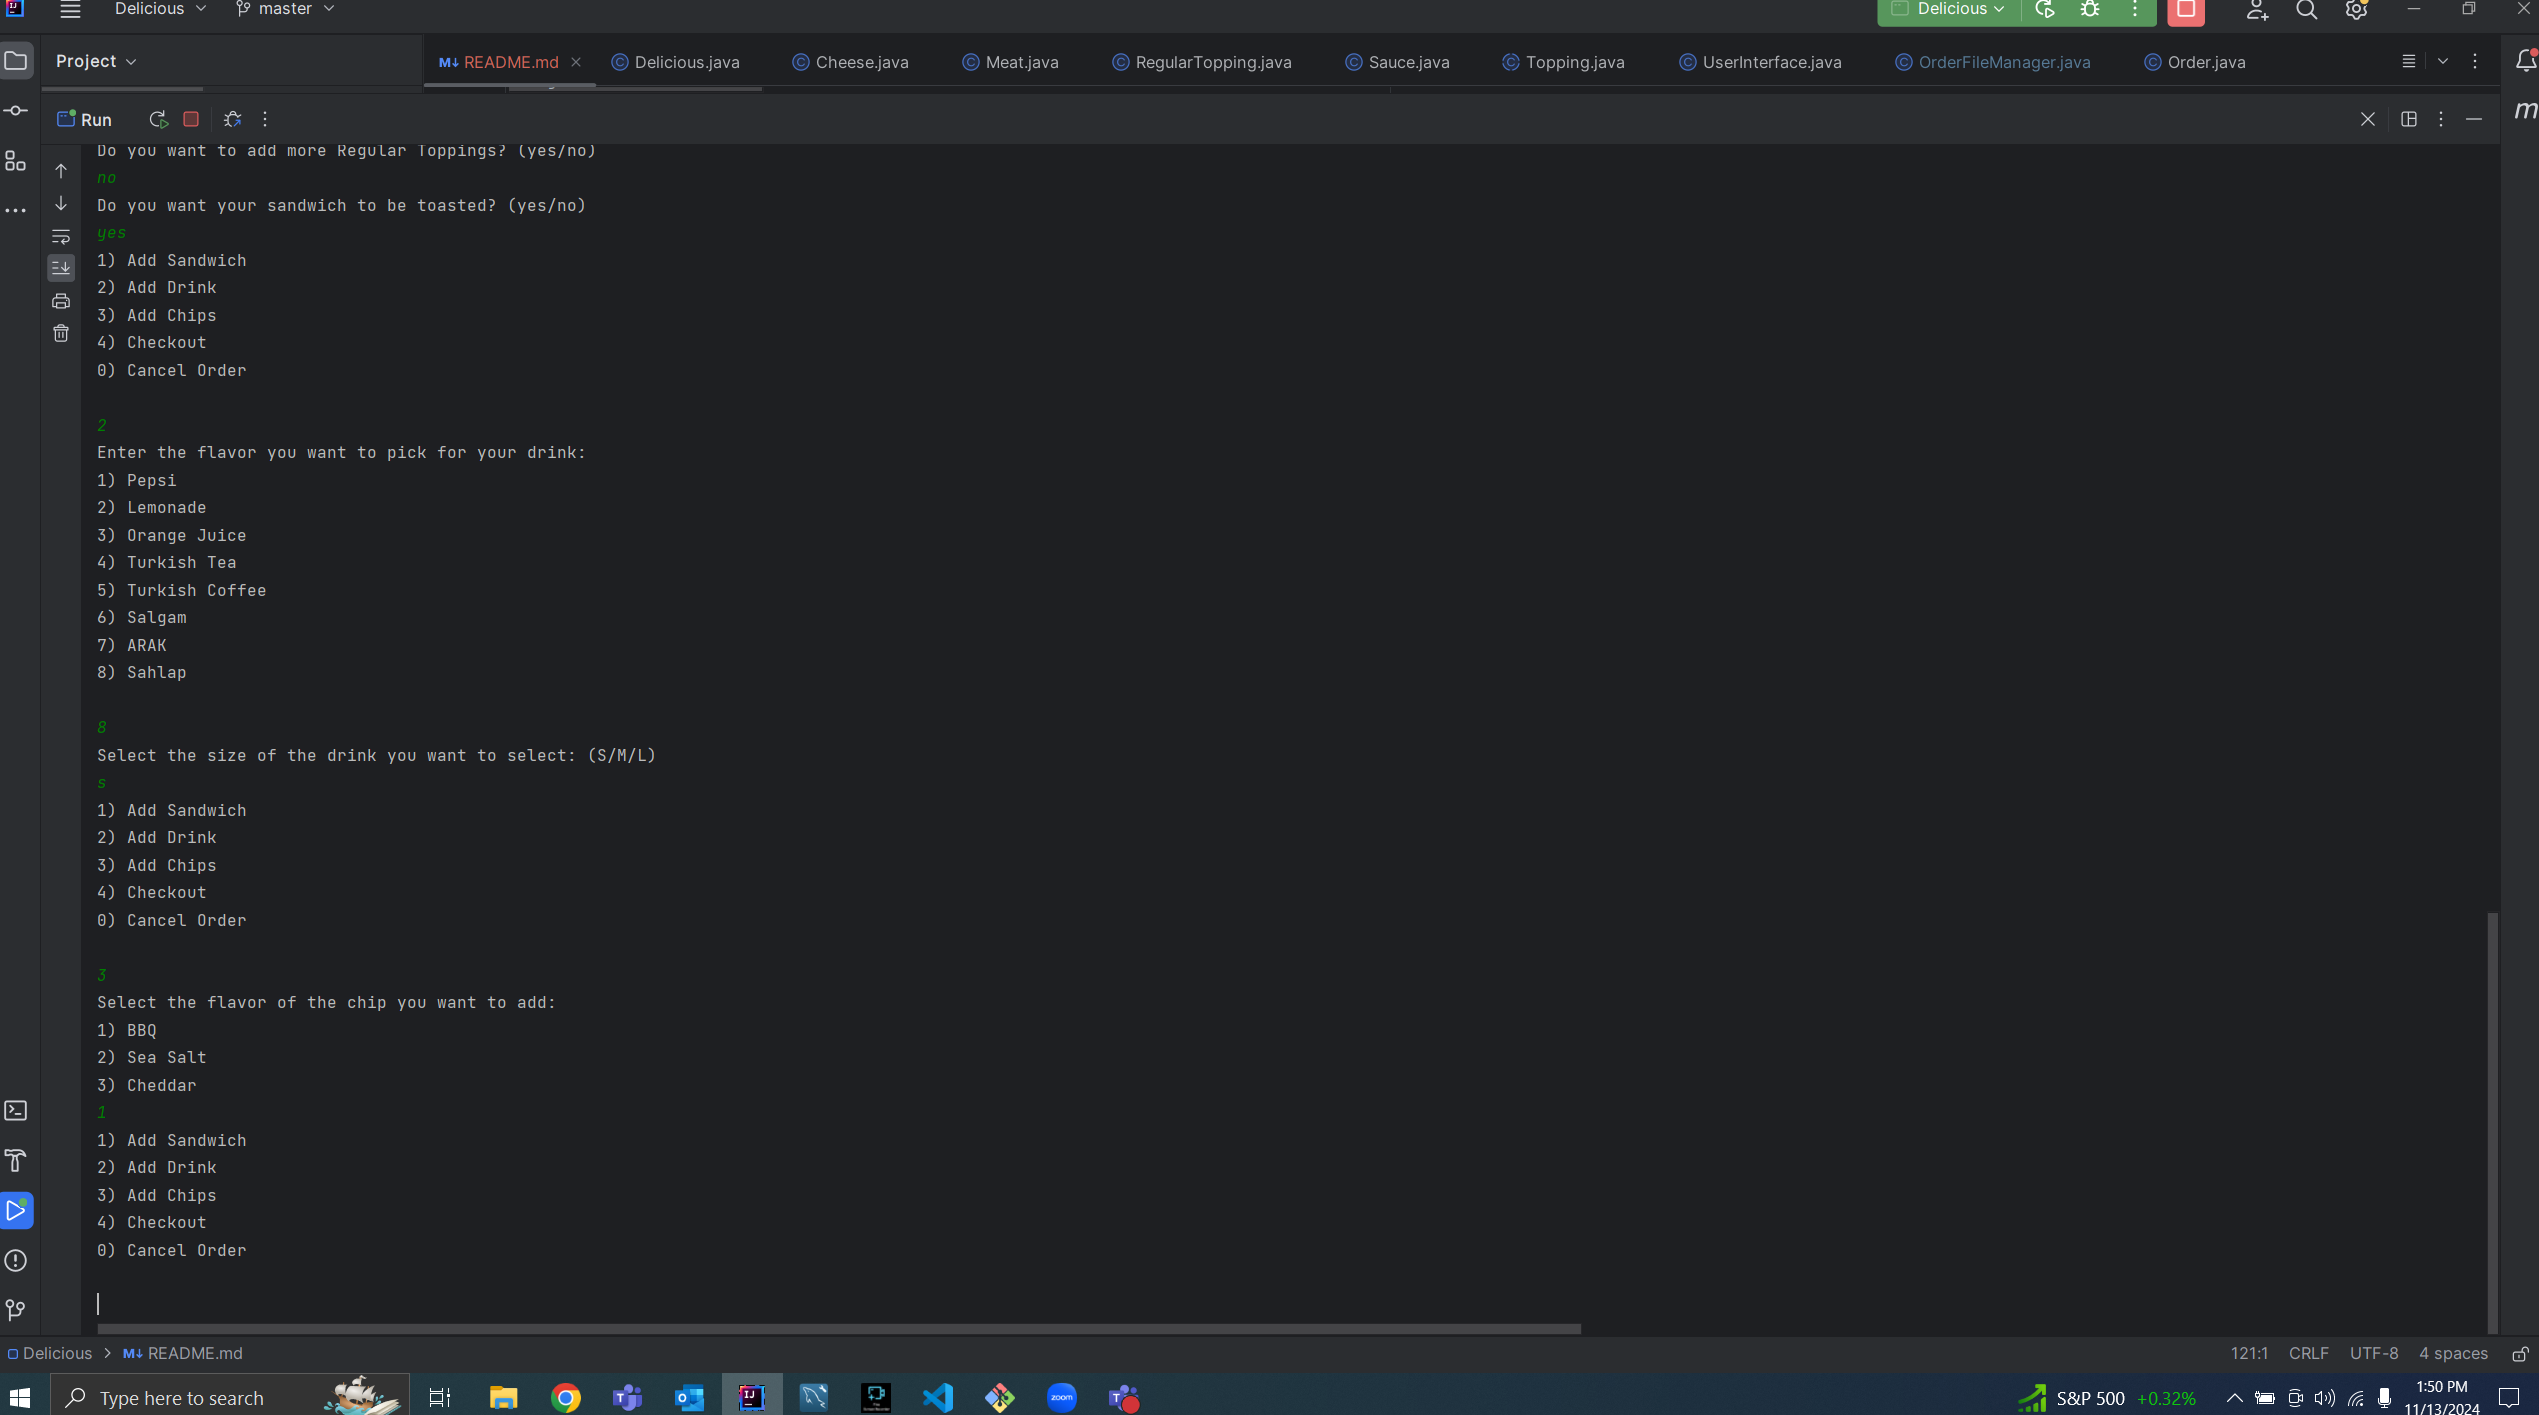 Delicious master Delicious
Project README.md Delicious.java Cheese.java Meat.java RegularTopping.java Sauce.java Topping.java UserInterface.java OrderFileManager.java Order.java
Run
Do you want to add more Regular Toppings? (yes/no)
no
Do you want your sandwich to be toasted? (yes/no)
yes
1) Add Sandwich
2) Add Drink
3) Add Chips
4) Checkout
0) Cancel Order
2
Enter the flavor you want to pick for your drink:
1) Pepsi
2) Lemonade
3) Orange Juice
4) Turkish Tea
5) Turkish Coffee
6) Salgam
7) ARAK
8) Sahlap
8
Select the size of the drink you want to select: (S/M/L)
s
1) Add Sandwich
2) Add Drink
3) Add Chips
4) Checkout
0) Cancel Order
3
Select the flavor of the chip you want to add:
1) BBQ
2) Sea Salt
3) Cheddar
1
1) Add Sandwich
2) Add Drink
3) Add Chips
4) Checkout
0) Cancel Order
Delicious > README.md 121:1 CRLF UTF-8 4 spaces
Type here to search S&P 500 +0.32% 1:50 PM
11/13/2024